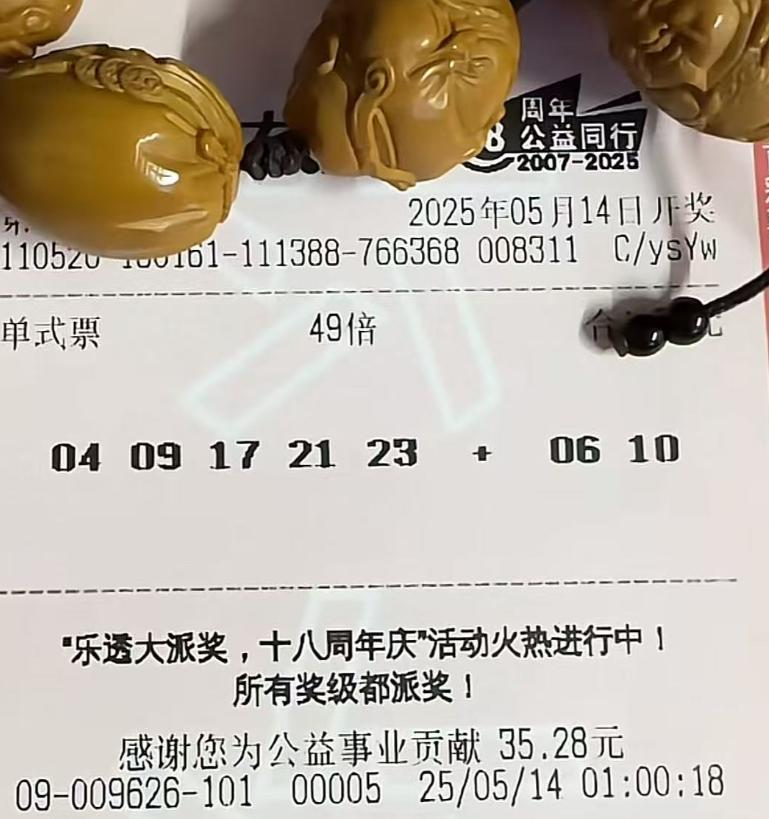 周年
8 公益同行
2007-2025
2025年05月14日开奖
110520 161-111388-766368 008311 C/ysYw
单式票 49倍
04 09 17 21 23 + 06 10
"乐透大派奖，十八周年庆"活动火热进行中！
所有奖级都派奖！
感谢您为公益事业贡献 35.28元
09-009626-101 00005 25/05/14 01:00:18